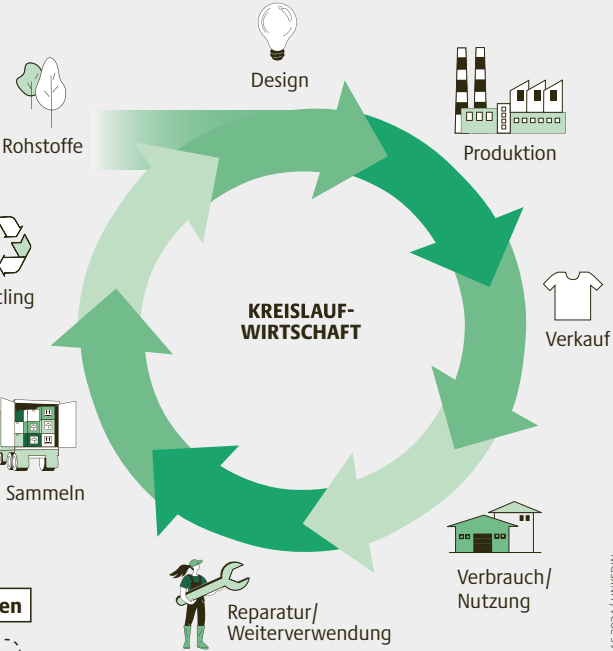 Design
Rohstoffe
Produktion
cling
KREISLAUF-
WIRTSCHAFT
Verkauf
Sammeln
Verbrauch/
Nutzung
en
Reparatur/
Weiterverwendung